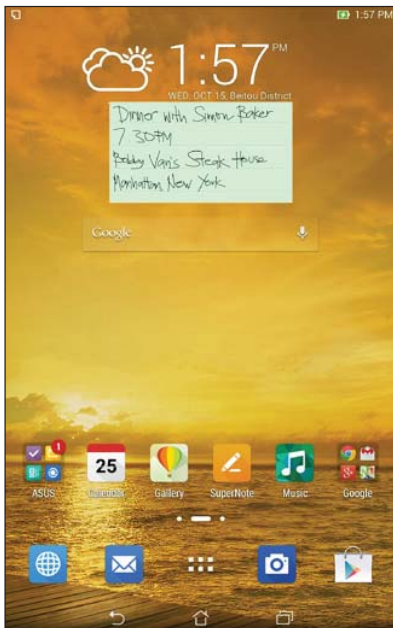 1:57 PM
1:57 PM
WED, OCT 15, Beitou District
Dinner with Simon Baker
7.30PM
Bobby Van's Steak House
Manhattan New York
Google
1
25
ASUS
Calendar
Gallery
SuperNote
Music
Google